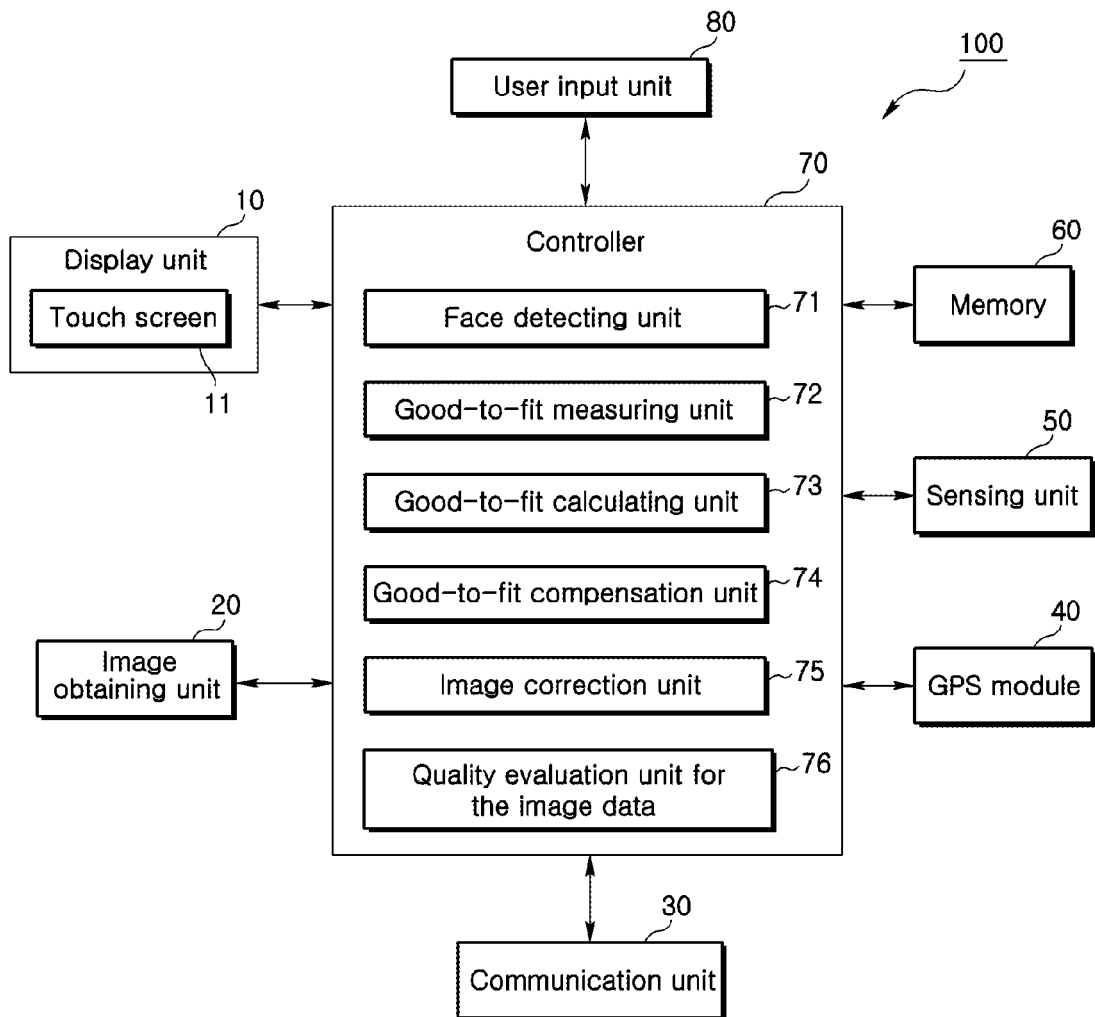 80
100
User input unit
70
10
Controller
60
Display unit
Touch screen
Face detecting unit
71
Memory
11
Good-to-fit measuring unit
72
50
Good-to-fit calculating unit
73
Sensing unit
Good-to-fit compensation unit
74
20
40
Image
obtaining unit
Image correction unit
75
GPS module
Quality evaluation unit for
the image data
76
30
Communication unit